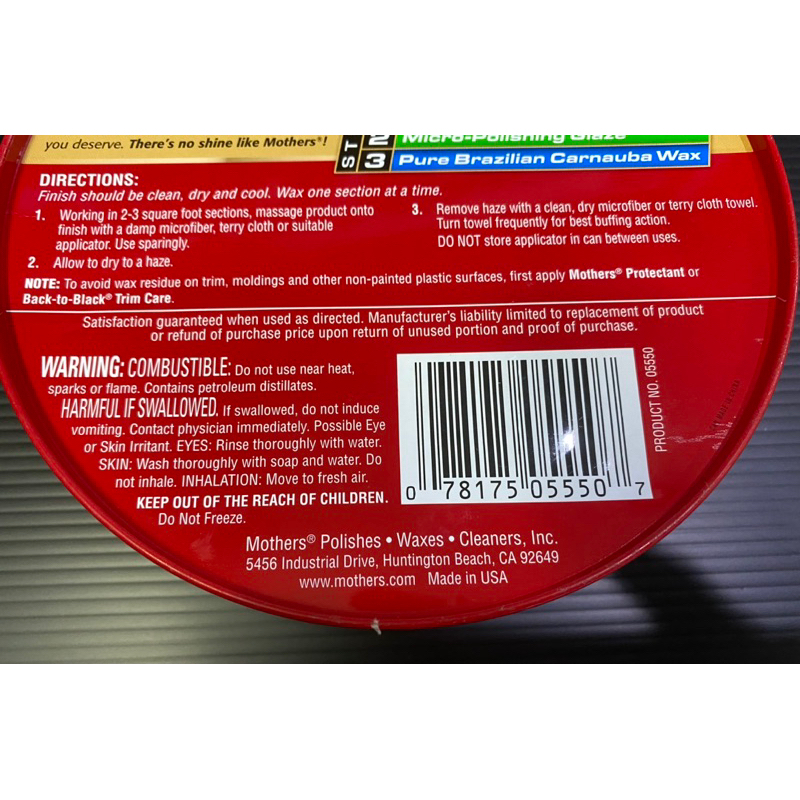 you deserve. There's no shine like Mothers®!
ST
2 Micro-Polishing Glaze
3 Pure Brazilian Carnauba Wax
DIRECTIONS:
Finish should be clean, dry and cool. Wax one section at a time.
1. Working in 2-3 square foot sections, massage product onto
finish with a damp microfiber, terry cloth or suitable
applicator. Use sparingly.
2. Allow to dry to a haze.
3. Remove haze with a clean, dry microfiber or terry cloth towel.
Turn towel frequently for best buffing action.
DO NOT store applicator in can between uses.
NOTE: To avoid wax residue on trim, moldings and other non-painted plastic surfaces, first apply Mothers® Protectant or
Back-to-Black® Trim Care.
Satisfaction guaranteed when used as directed. Manufacturer's liability limited to replacement of product
or refund of purchase price upon return of unused portion and proof of purchase.
WARNING: COMBUSTIBLE: Do not use near heat,
sparks or flame. Contains petroleum distillates.
HARMFUL IF SWALLOWED. If swallowed, do not induce
vomiting. Contact physician immediately. Possible Eye
or Skin Irritant. EYES: Rinse thoroughly with water.
SKIN: Wash thoroughly with soap and water. Do
not inhale. INHALATION: Move to fresh air.
KEEP OUT OF THE REACH OF CHILDREN.
Do Not Freeze.
0 78175 05550 7
PRODUCT NO. 05550
Mothers® Polishes • Waxes • Cleaners, Inc.
5456 Industrial Drive, Huntington Beach, CA 92649
www.mothers.com Made in USA